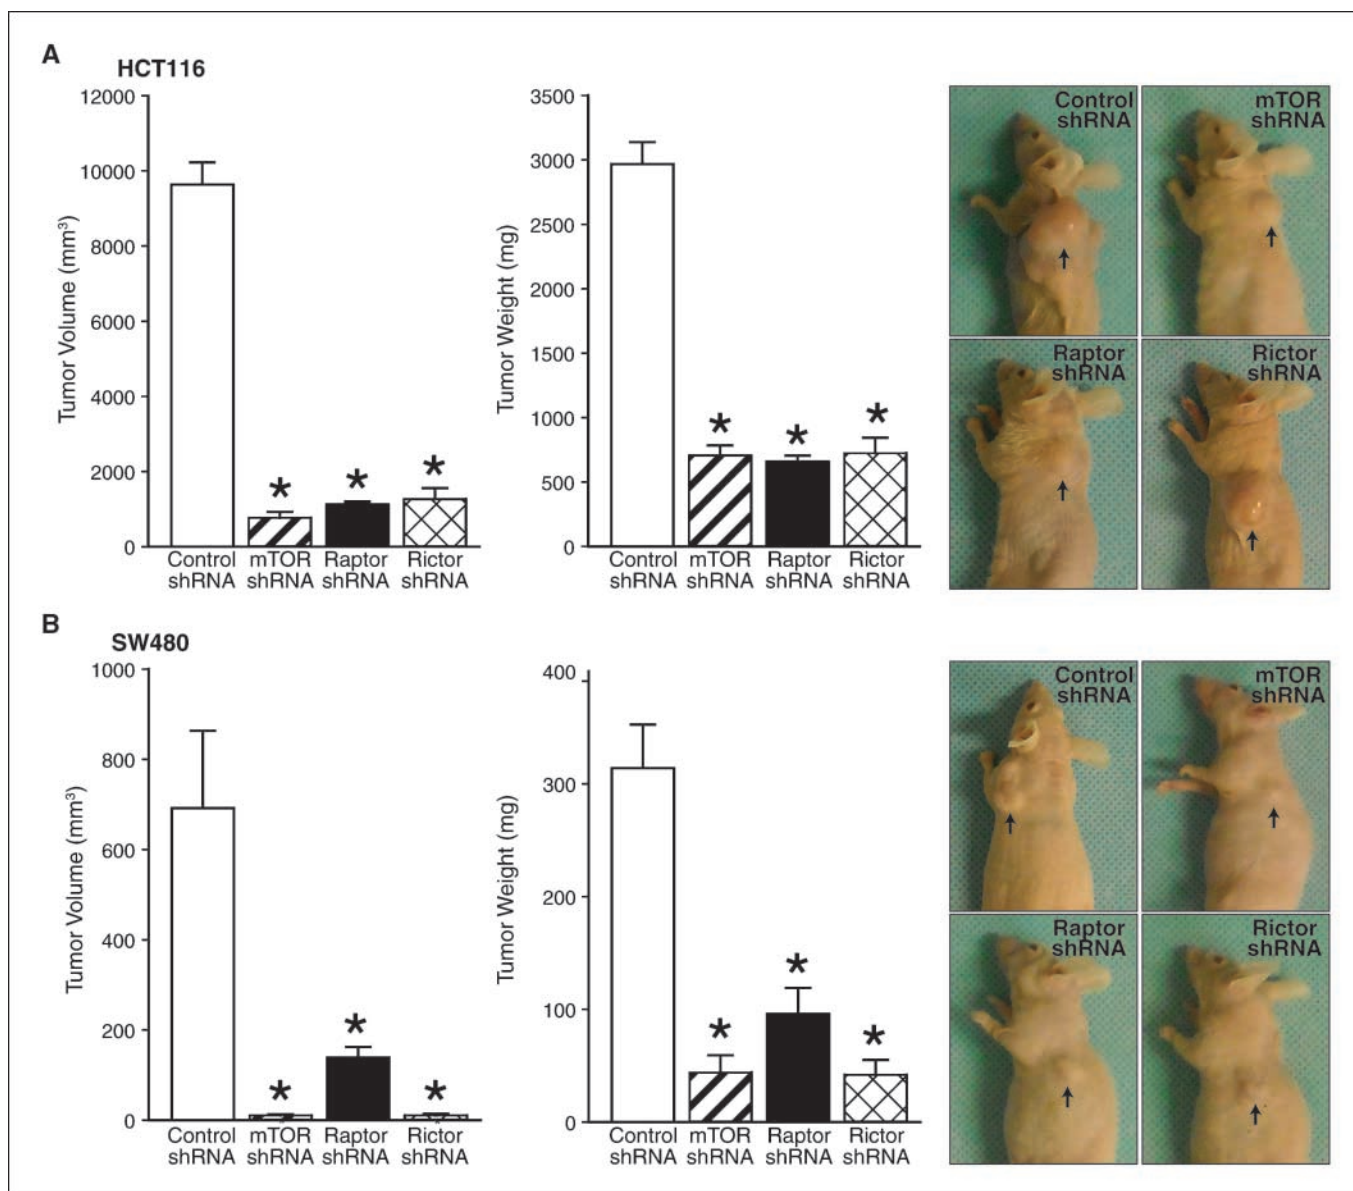 A
HCT116
Tumor Volume (mm³)
12000
10000
8000
6000
4000
2000
0
*
*
*
Control
shRNA
mTOR
shRNA
Raptor
shRNA
Rictor
shRNA
Tumor Weight (mg)
3500
3000
2500
2000
1500
1000
500
0
*
*
*
Control
shRNA
mTOR
shRNA
Raptor
shRNA
Rictor
shRNA
Control
shRNA
mTOR
shRNA
Raptor
shRNA
Rictor
shRNA
B
SW480
Tumor Volume (mm³)
1000
800
600
400
200
0
*
*
*
Control
shRNA
mTOR
shRNA
Raptor
shRNA
Rictor
shRNA
Tumor Weight (mg)
400
300
200
100
0
*
*
*
Control
shRNA
mTOR
shRNA
Raptor
shRNA
Rictor
shRNA
Control
shRNA
mTOR
shRNA
Raptor
shRNA
Rictor
shRNA